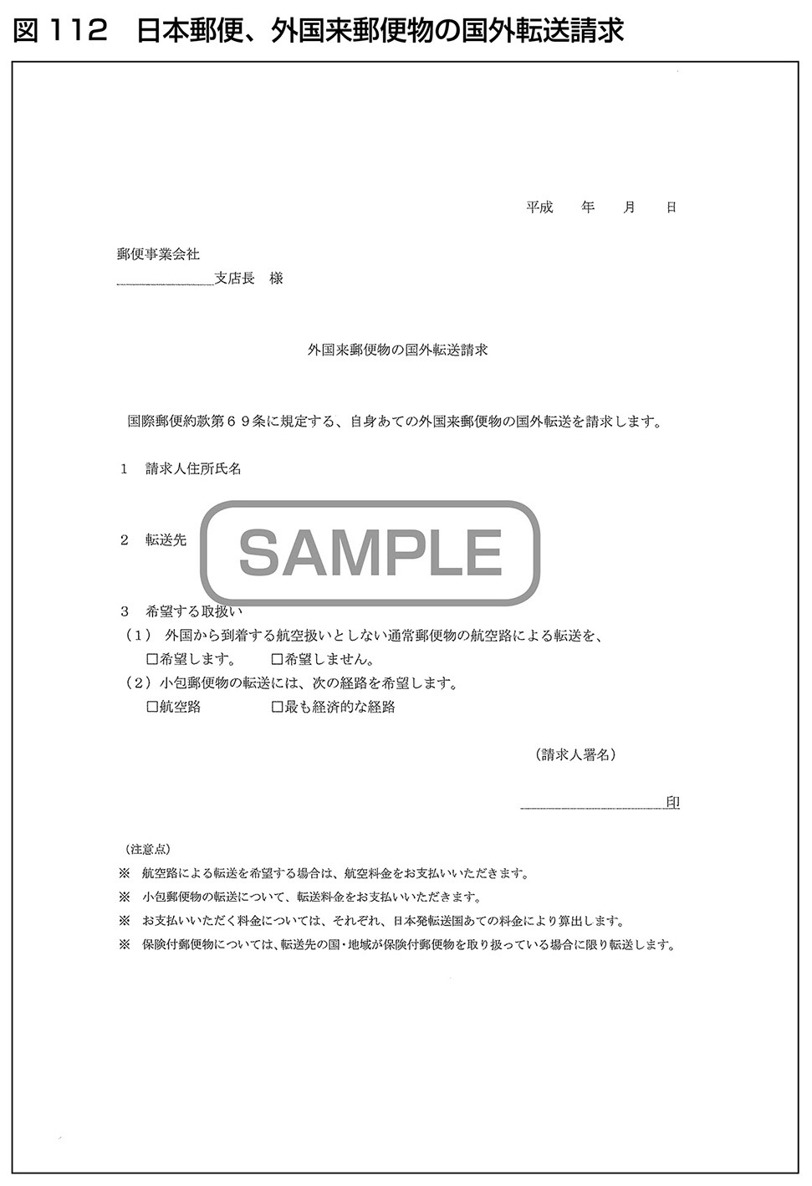 図112　日本郵便、外国来郵便物の国外転送請求
平成　　年　　月　　日
郵便事業会社
支店長　様
外国来郵便物の国外転送請求
国際郵便約款第６９条に規定する、自身あての外国来郵便物の国外転送を請求します。
１　請求人住所氏名
２　転送先
SAMPLE
３　希望する取扱い
（１）　外国から到着する航空扱いとしない通常郵便物の航空路による転送を、
□希望します。　　□希望しません。
（２）小包郵便物の転送には、次の経路を希望します。
□航空路　　　　　□最も経済的な経路
（請求人署名）
印
（注意点）
※　航空路による転送を希望する場合は、航空料金をお支払いいただきます。
※　小包郵便物の転送について、転送料金をお支払いいただきます。
※　お支払いいただく料金については、それぞれ、日本発転送国あての料金により算出します。
※　保険付郵便物については、転送先の国・地域が保険付郵便物を取り扱っている場合に限り転送します。